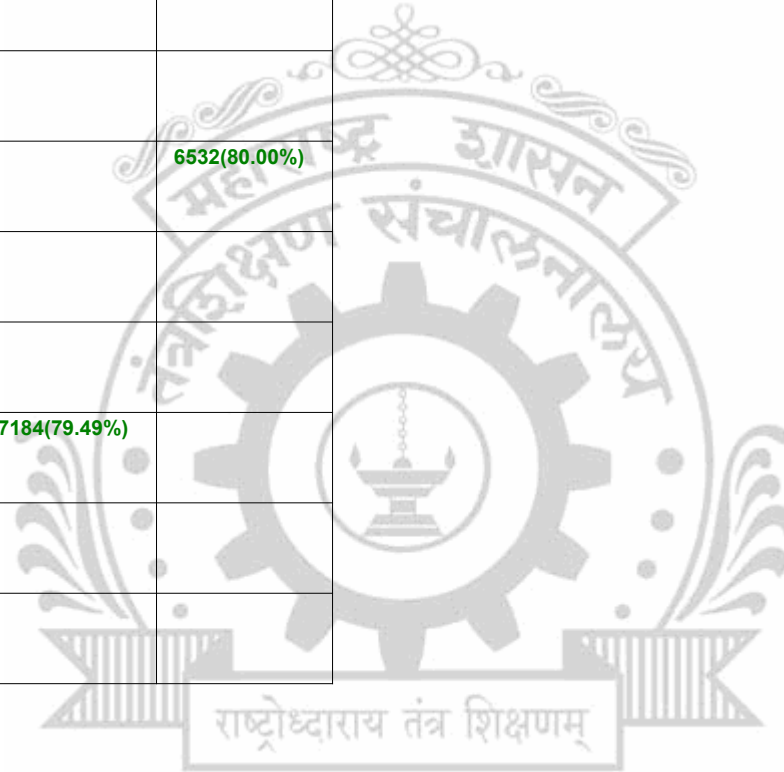 महाराष्ट्र शासन
6532(80.00%)
तंत्रशिक्षण संचालनालय
7184(79.49%)
राष्ट्रोध्दाराय तंत्र शिक्षणम्